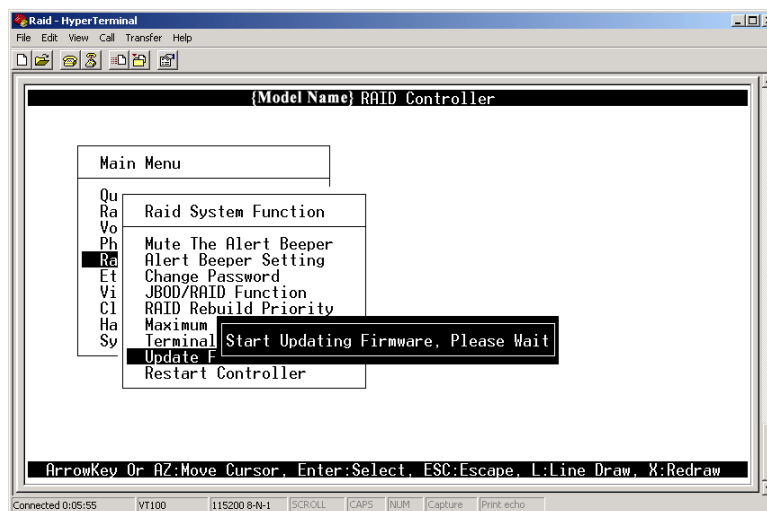 Raid - HyperTerminal
File Edit View Call Transfer Help
{Model Name} RAID Controller
Main Menu
Qu
Ra
Vo
Ph
Ra
Et
Vi
Cl
Ha
Sy
Raid System Function
Mute The Alert Beeper
Alert Beeper Setting
Change Password
JBOD/RAID Function
RAID Rebuild Priority
Maximum
Terminal
Update F
Restart Controller
Start Updating Firmware, Please Wait
ArrowKey Or AZ:Move Cursor, Enter:Select, ESC:Escape, L:Line Draw, X:Redraw
Connected 0:05:55 VT100 115200 8-N-1 SCROLL CAPS NUM Capture Print echo